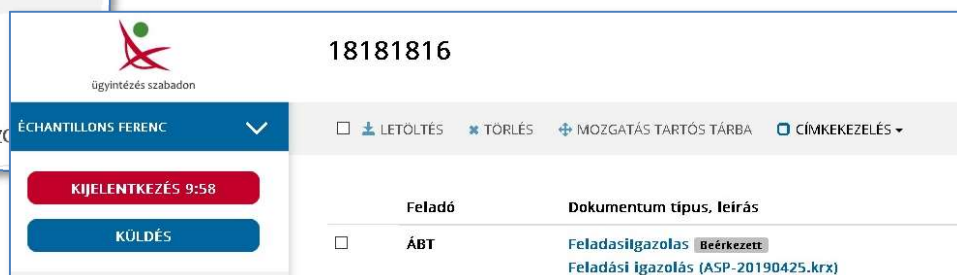 18181816
ügyintézés szabadon
ÉCHANTILLONS FERENC
LETÖLTÉS TÖRLÉS MOZGATÁS TARTÓS TÁRBA CÍMKEKEZELÉS
KIJELENTKEZÉS 9:58
KÜLDÉS
Feladó Dokumentum típus, leírás
ÁBT FeladasiIgazolas Beérkezett
Feladási igazolás (ASP-20190425.krx)